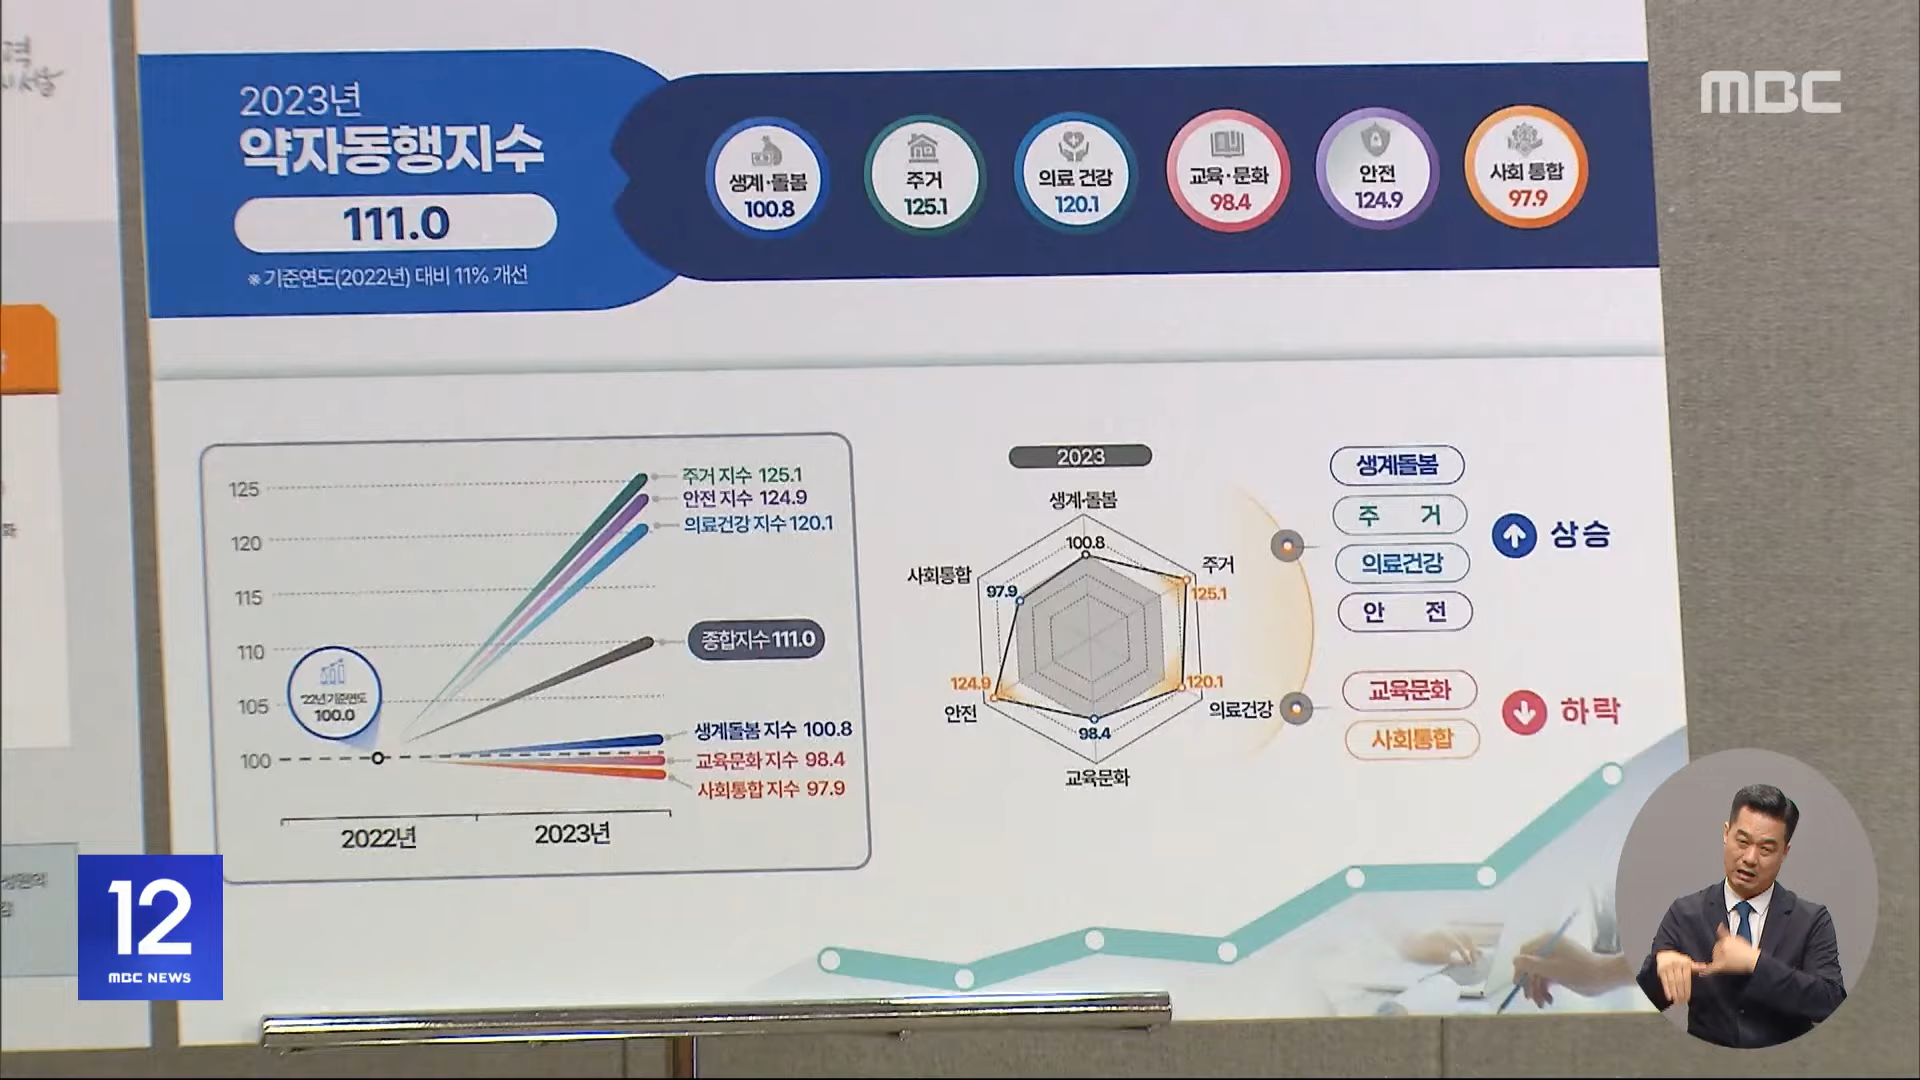 MBC
2023년
약자동행지수
111.0
※ 기준연도(2022년) 대비 11% 개선
생계·돌봄
100.8
주거
125.1
의료 건강
120.1
교육·문화
98.4
안전
124.9
사회 통합
97.9
125
120
115
110
105
100
'22년 기준연도
100.0
주거 지수 125.1
안전 지수 124.9
의료건강 지수 120.1
종합지수 111.0
생계돌봄 지수 100.8
교육문화 지수 98.4
사회통합 지수 97.9
2022년
2023년
2023
생계·돌봄
100.8
주거
125.1
의료건강
120.1
교육문화
98.4
안전
124.9
사회통합
97.9
생계돌봄
주 거
의료건강
안 전
상승
교육문화
사회통합
하락
12
MBC NEWS